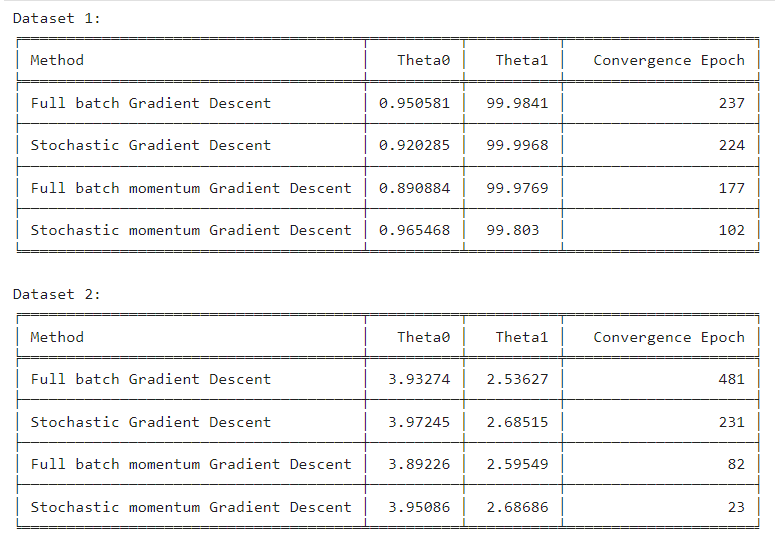 Dataset 1:
Method Theta0 Theta1 Convergence Epoch
Full batch Gradient Descent 0.950581 99.9841 237
Stochastic Gradient Descent 0.920285 99.9968 224
Full batch momentum Gradient Descent 0.890884 99.9769 177
Stochastic momentum Gradient Descent 0.965468 99.803 102
Dataset 2:
Method Theta0 Theta1 Convergence Epoch
Full batch Gradient Descent 3.93274 2.53627 481
Stochastic Gradient Descent 3.97245 2.68515 231
Full batch momentum Gradient Descent 3.89226 2.59549 82
Stochastic momentum Gradient Descent 3.95086 2.68686 23